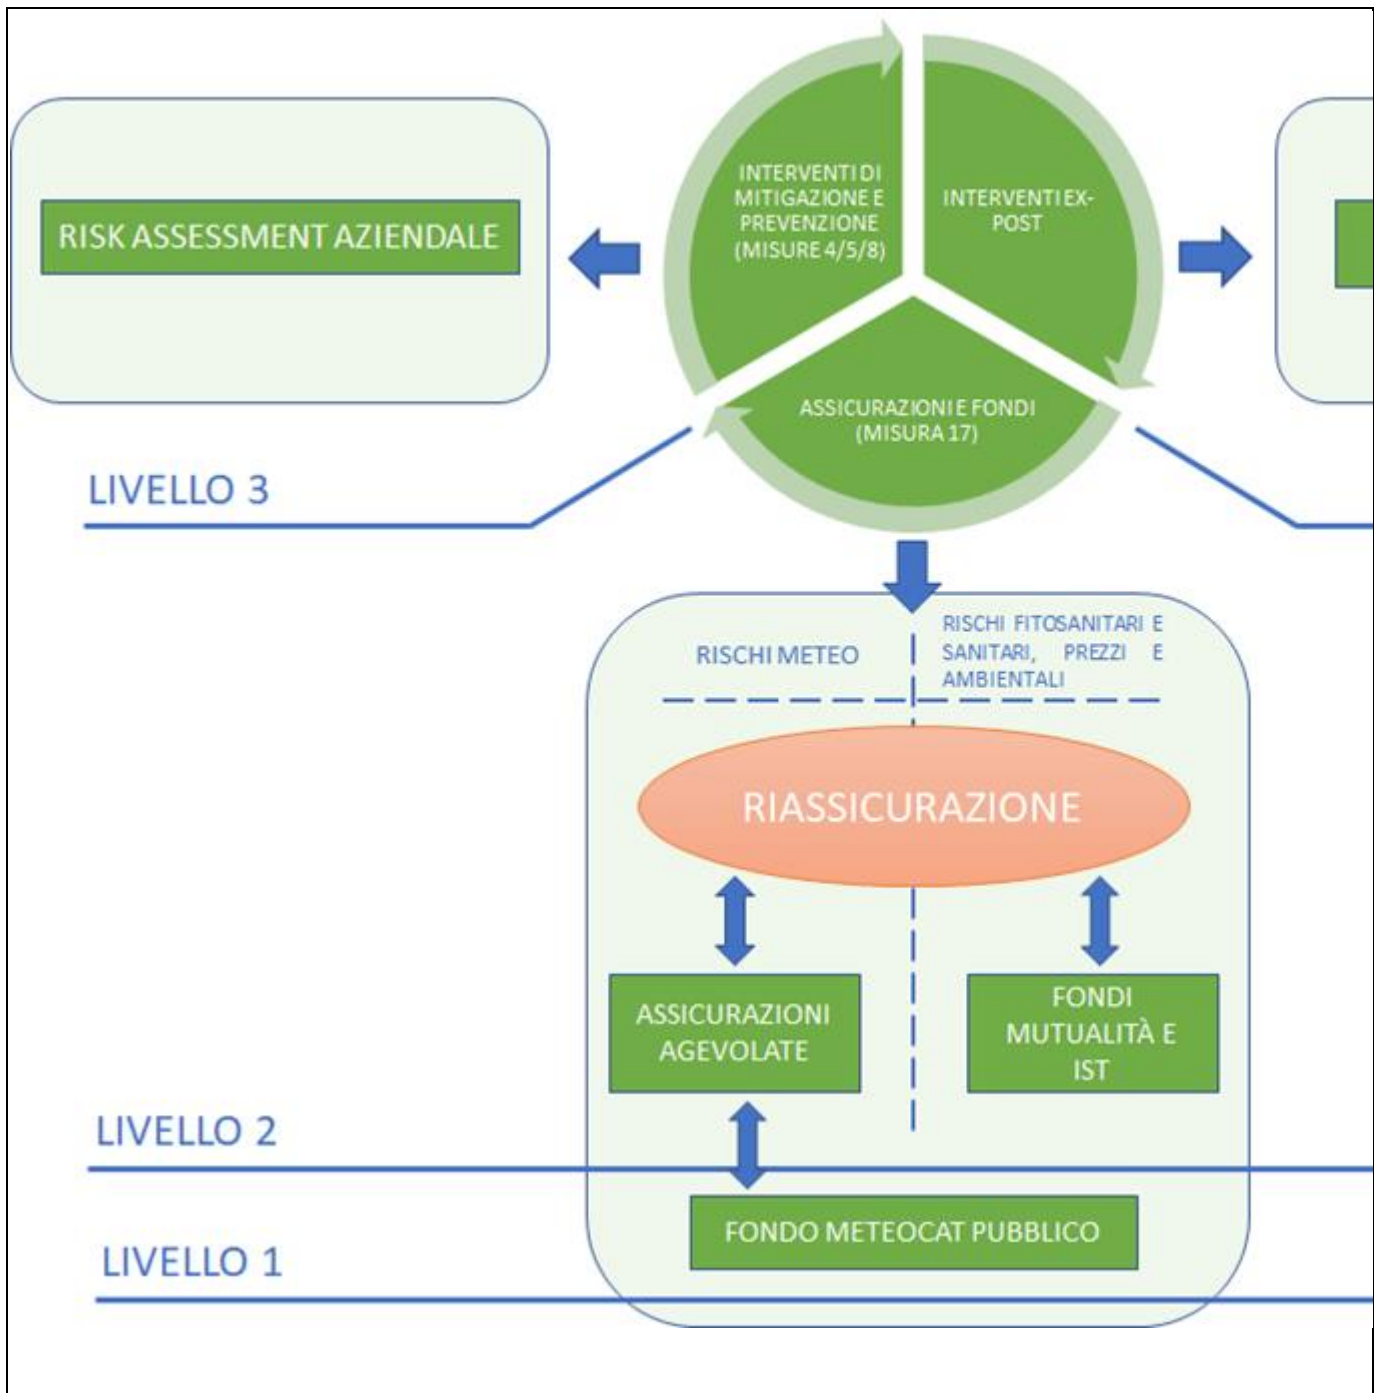 INTERVENTI DI
MITIGAZIONE E
PREVENZIONE
(MISURE 4/5/8)
INTERVENTI EX-
POST
RISK ASSESSMENT AZIENDALE
ASSICURAZIONI E FONDI
(MISURA 17)
LIVELLO 3
RISCHI METEO
RISCHI FITOSANITARI E
SANITARI, PREZZI E
AMBIENTALI
RIASSICURAZIONE
ASSICURAZIONI
AGEVOLATE
FONDI
MUTUALITÀ E
IST
LIVELLO 2
FONDO METEOCAT PUBBLICO
LIVELLO 1